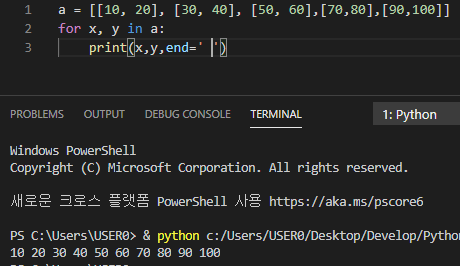 1 a = [[10, 20], [30, 40], [50, 60],[70,80],[90,100]]
2 for x, y in a:
3     print(x,y,end=' ')
PROBLEMS OUTPUT DEBUG CONSOLE TERMINAL 1: Python
Windows PowerShell
Copyright (C) Microsoft Corporation. All rights reserved.
새로운 크로스 플랫폼 PowerShell 사용 https://aka.ms/pscore6
PS C:\Users\USER0> & python c:/Users/USER0/Desktop/Develop/Pytho
10 20 30 40 50 60 70 80 90 100